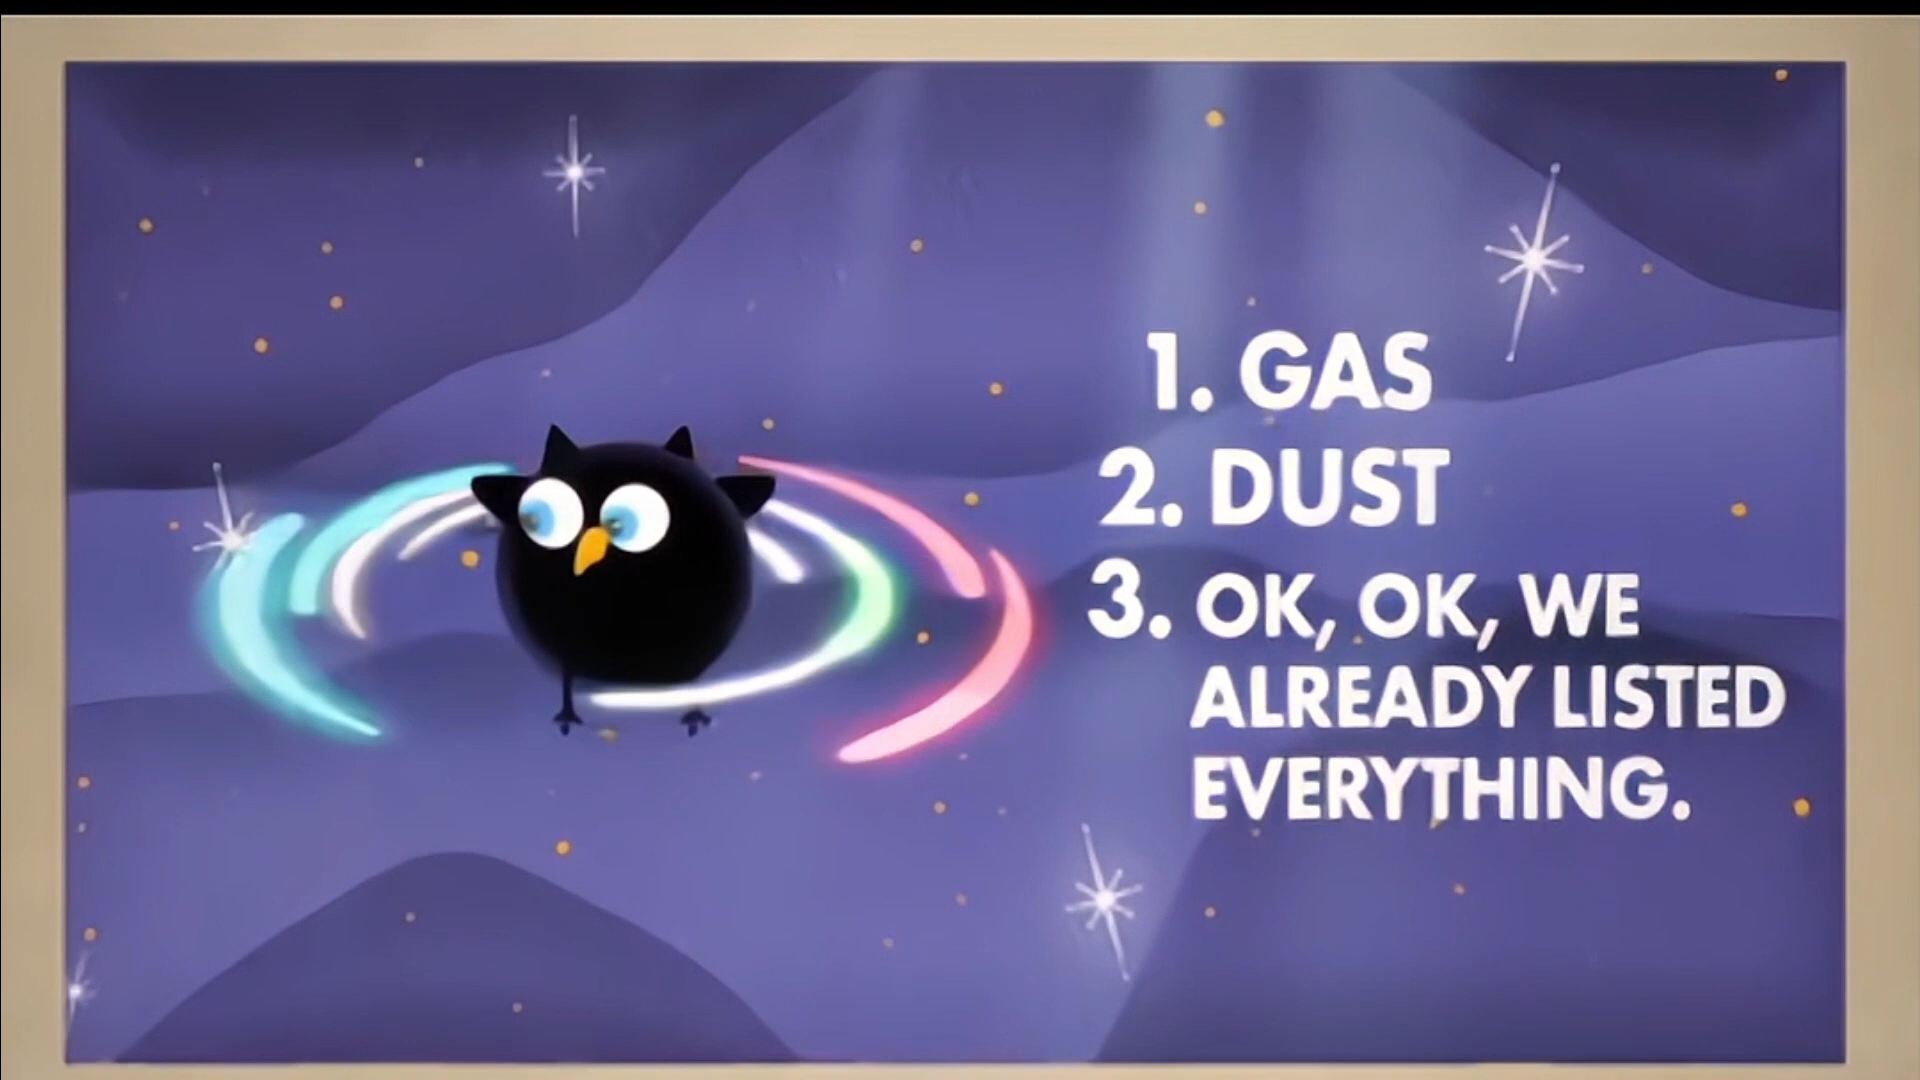 1. GAS
2. DUST
3. OK, OK, WE
ALREADY LISTED
EVERYTHING.